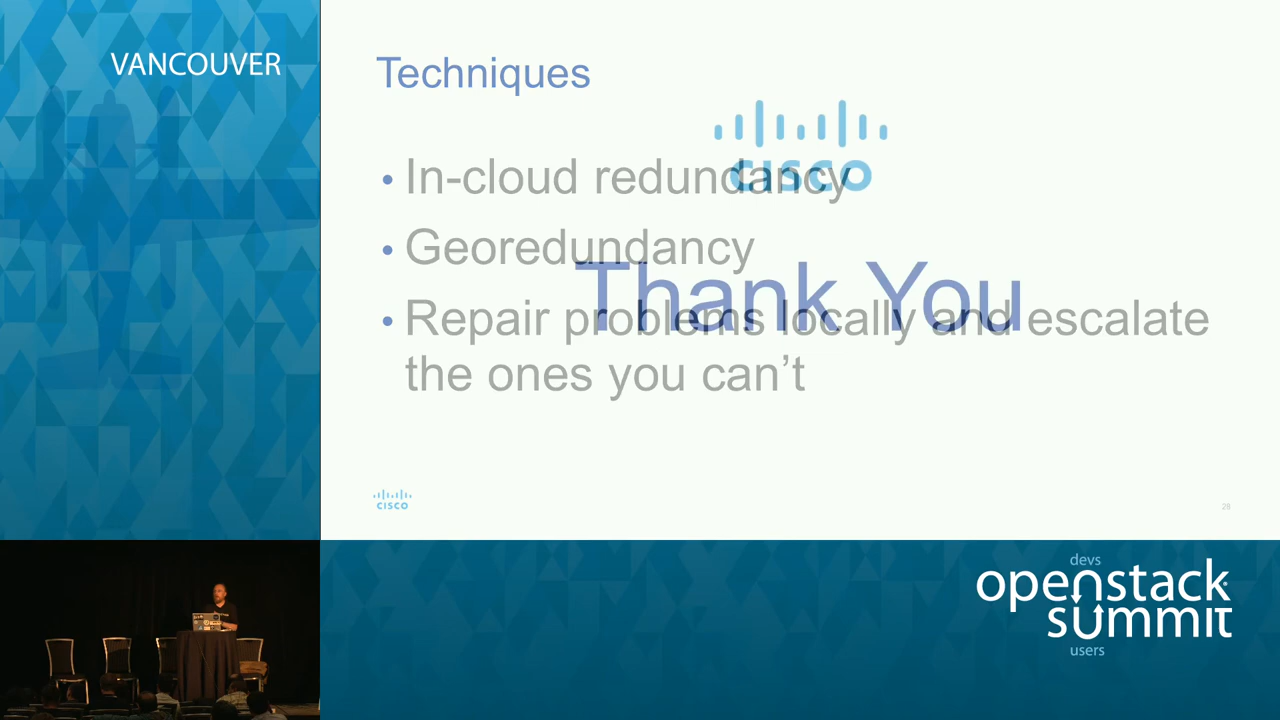 VANCOUVER
Techniques
CISCO
• In-cloud redundancy
• Georedundancy
Thank You
• Repair problems locally and escalate
the ones you can’t
CISCO
28
devs
openstack
summit
users